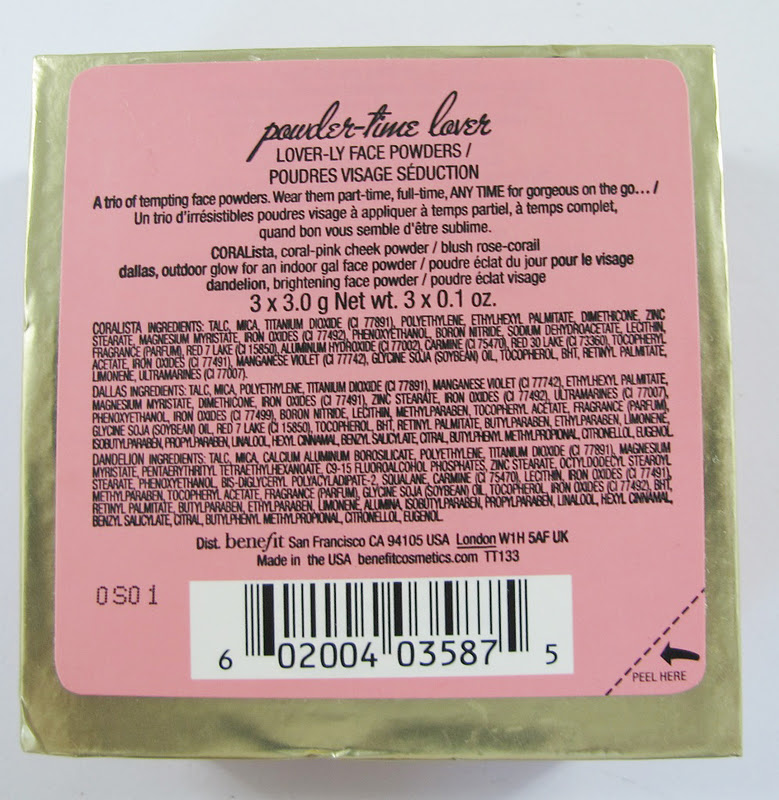 powder-time lover
LOVER-LY FACE POWDERS /
POUDRES VISAGE SÉDUCTION
A trio of tempting face powders. Wear them part-time, full-time, ANY TIME for gorgeous on the go... /
Un trio d'irrésistibles poudres visage à appliquer à temps partiel, à temps complet,
quand bon vous semble d'être sublime.
CORALista, coral-pink cheek powder / blush rose-corail
dallas, outdoor glow for an indoor gal face powder / poudre éclat du jour pour le visage
dandelion, brightening face powder / poudre éclat visage
3 x 3.0 g Net wt. 3 x 0.1 oz.
CORALISTA INGREDIENTS: TALC, MICA, TITANIUM DIOXIDE (CI 77891), POLYETHYLENE, ETHYLHEXYL PALMITATE, DIMETHICONE, ZINC
STEARATE, MAGNESIUM MYRISTATE, IRON OXIDES (CI 77492), PHENOXYETHANOL, BORON NITRIDE, SODIUM DEHYDROACETATE, LECITHIN,
FRAGRANCE (PARFUM), RED 7 LAKE (CI 15850), ALUMINUM HYDROXIDE (CI 77002), CARMINE (CI 75470), RED 30 LAKE (CI 73360), TOCOPHERYL
ACETATE, IRON OXIDES (CI 77491), MANGANESE VIOLET (CI 77742), GLYCINE SOJA (SOYBEAN) OIL, TOCOPHEROL, BHT, RETINYL PALMITATE,
LIMONENE, ULTRAMARINES (CI 77007).
DALLAS INGREDIENTS: TALC, MICA, POLYETHYLENE, TITANIUM DIOXIDE (CI 77891), MANGANESE VIOLET (CI 77742), ETHYLHEXYL PALMITATE,
MAGNESIUM MYRISTATE, DIMETHICONE, IRON OXIDES (CI 77491), ZINC STEARATE, IRON OXIDES (CI 77492), ULTRAMARINES (CI 77007),
PHENOXYETHANOL, IRON OXIDES (CI 77499), BORON NITRIDE, LECITHIN, METHYLPARABEN, TOCOPHERYL ACÉTATE, FRAGRANCE (PARFUM),
GLYCINE SOJA (SOYBEAN) OIL, RED 7 LAKE (CI 15850), TOCOPHEROL, BHT, RETINYL PALMITATE, BUTYLPARABEN, ETHYLPARABEN, LIMONENE,
ISOBUTYLPARABEN, PROPYLPARABEN, LINALOOL, HEXYL CINNAMAL, BENZYL SALICYLATE, CITRAL, BUTYLPHENYL METHYLPROPIONAL, CITRONELLOL, EUGENOL.
DANDELION INGREDIENTS: TALC, MICA, CALCIUM ALUMINUM BOROSILICATE, POLYETHYLENE, TITANIUM DIOXIDE (CI 77891), MAGNESIUM
MYRISTATE, PENTAERYTHRITYL TETRAETHYLHEXANOATE, C9-15 FLUOROALCOHOL PHOSPHATES, ZINC STEARATE, OCTYLDODECYL STEAROYL
STEARATE, PHENOXYETHANOL, BIS-DIGLYCERYL POLYACYLADIPATE-2, SQUALANE, CARMINE (CI 75470), LECITHIN, IRON OXIDES (CI 77491),
METHYLPARABEN, TOCOPHERYL ACETATE, FRAGRANCE (PARFUM), GLYCINE SOJA (SOYBEAN) OIL, TOCOPHEROL, IRON OXIDES (CI 77492), BHT,
RETINYL PALMITATE, BUTYLPARABEN, ETHYLPARABEN, LIMONENE, ALUMINA, ISOBUTYLPARABEN, PROPYLPARABEN, LINALOOL, HEXYL CINNAMAL,
BENZYL SALICYLATE, CITRAL, BUTYLPHENYL METHYLPROPIONAL, CITRONELLOL, EUGENOL.
Dist. benefit San Francisco CA 94105 USA London W1H 5AF UK
Made in the USA benefitcosmetics.com TT133
0S01
6 02004 03587 5
PEEL HERE